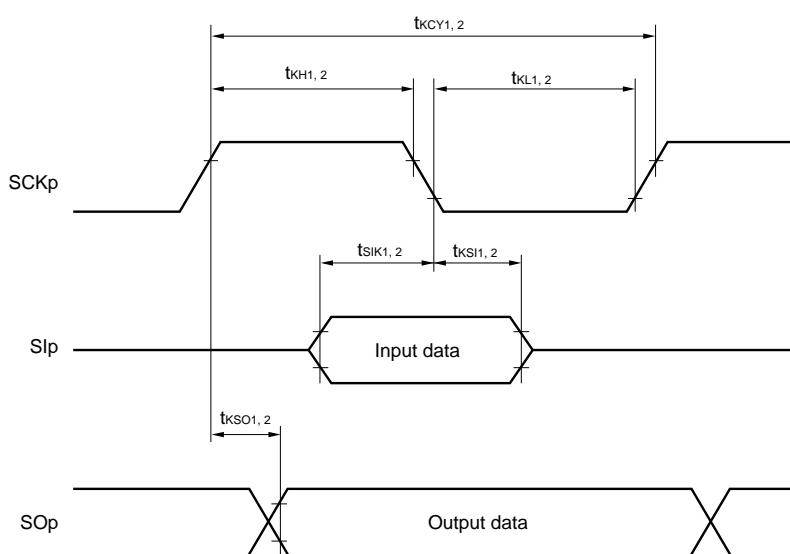 tKCY1, 2
tKH1, 2
tKL1, 2
SCKp
tSIK1, 2
tKSI1, 2
SIp
Input data
tKSO1, 2
SOp
Output data